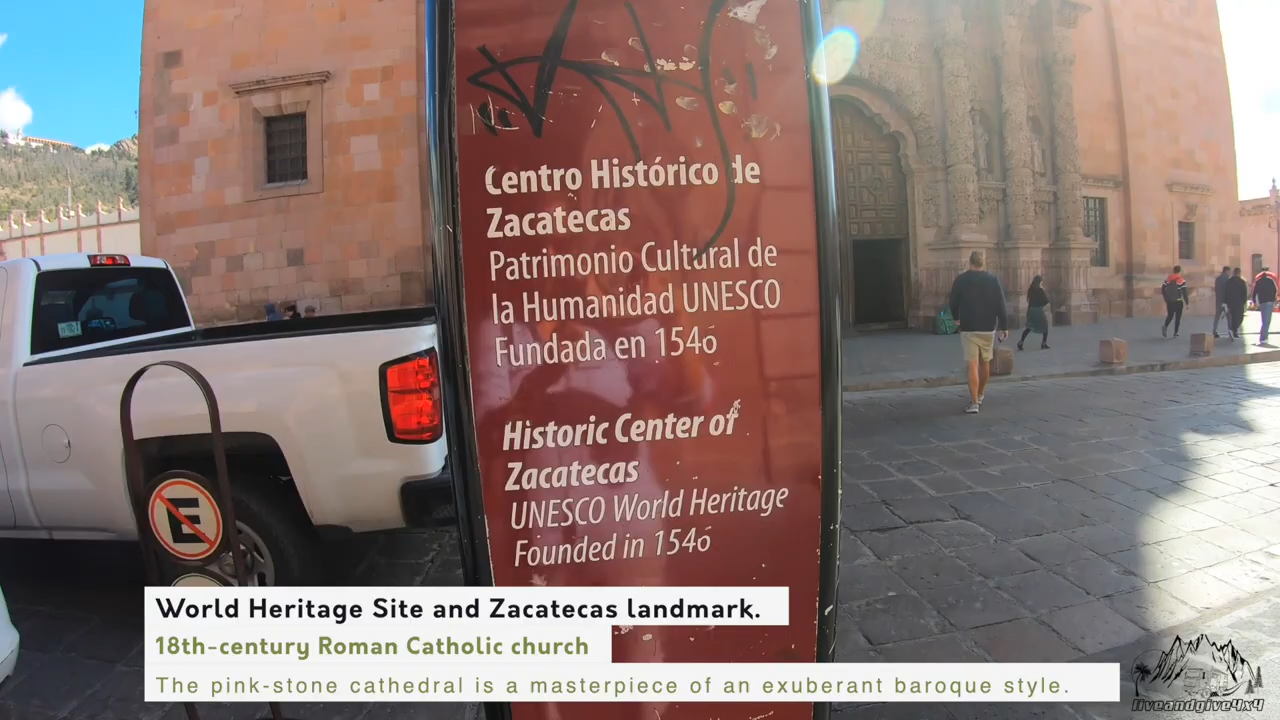 Centro Histórico de
Zacatecas
Patrimonio Cultural de
la Humanidad UNESCO
Fundada en 1546
Historic Center of
Zacatecas
UNESCO World Heritage
Founded in 1546
E
World Heritage Site and Zacatecas landmark.
18th-century Roman Catholic church
The pink-stone cathedral is a masterpiece of an exuberant baroque style.
liveandgive4x4